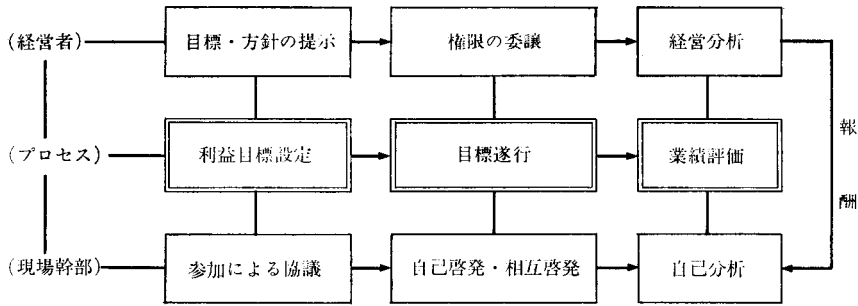 (経営者) 目標・方針の提示 権限の委譲 経営分析
(プロセス) 利益目標設定 目標遂行 業績評価
報酬
(現場幹部) 参加による協議 自己啓発・相互啓発 自己分析